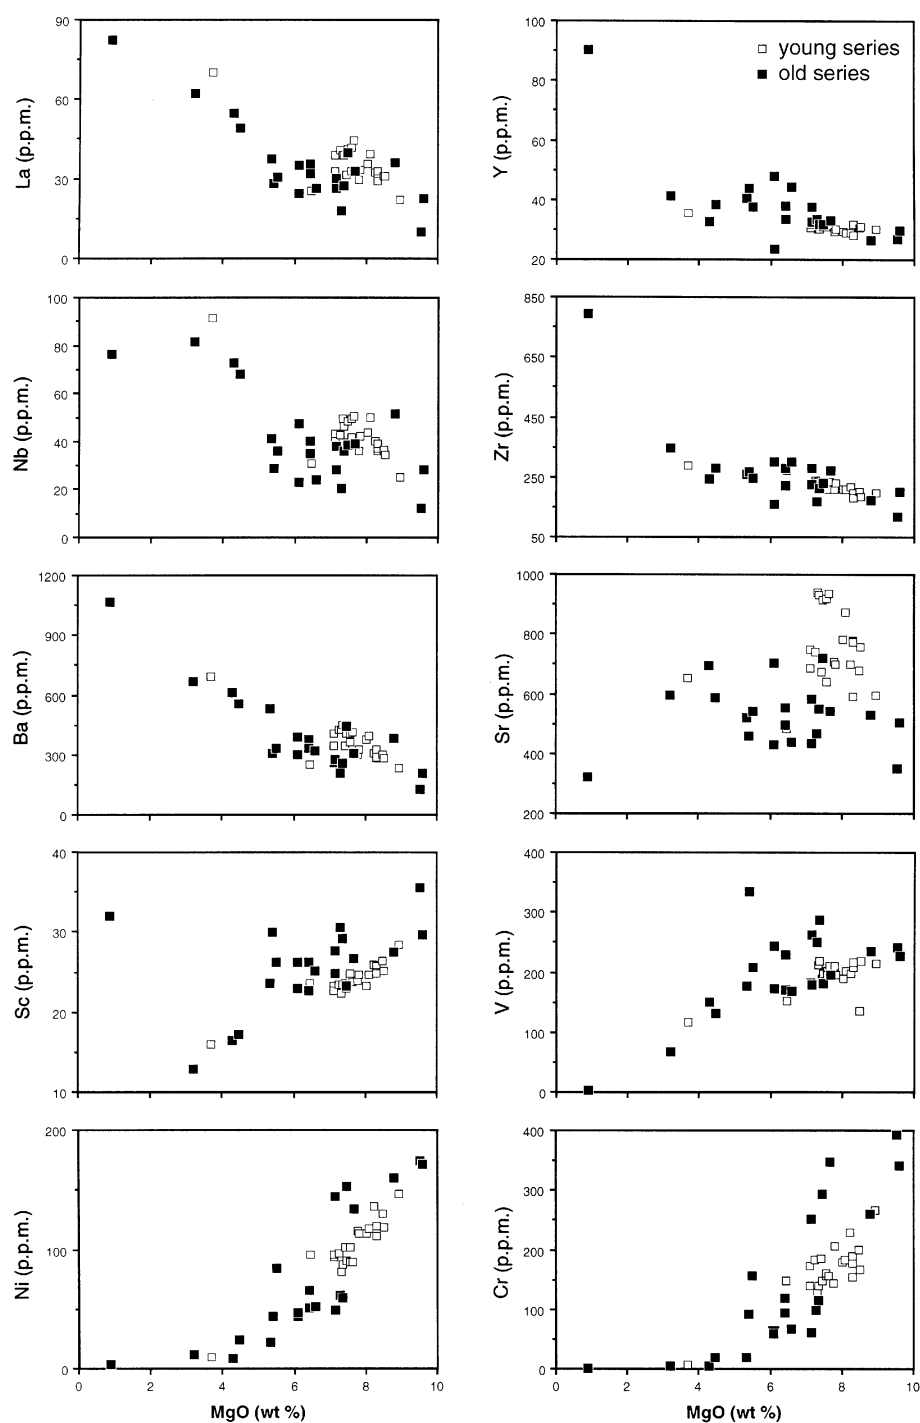 La (p.p.m.)
90
60
30
0
Y (p.p.m.)
100
80
60
40
20
young series
old series
Nb (p.p.m.)
100
80
60
40
20
0
Zr (p.p.m.)
850
650
450
250
50
Ba (p.p.m.)
1200
900
600
300
0
Sr (p.p.m.)
1000
800
600
400
200
Sc (p.p.m.)
40
30
20
10
V (p.p.m.)
400
300
200
100
0
Ni (p.p.m.)
200
100
0
0 2 4 6 8 10
MgO (wt %)
Cr (p.p.m.)
400
300
200
100
0
0 2 4 6 8 10
MgO (wt %)